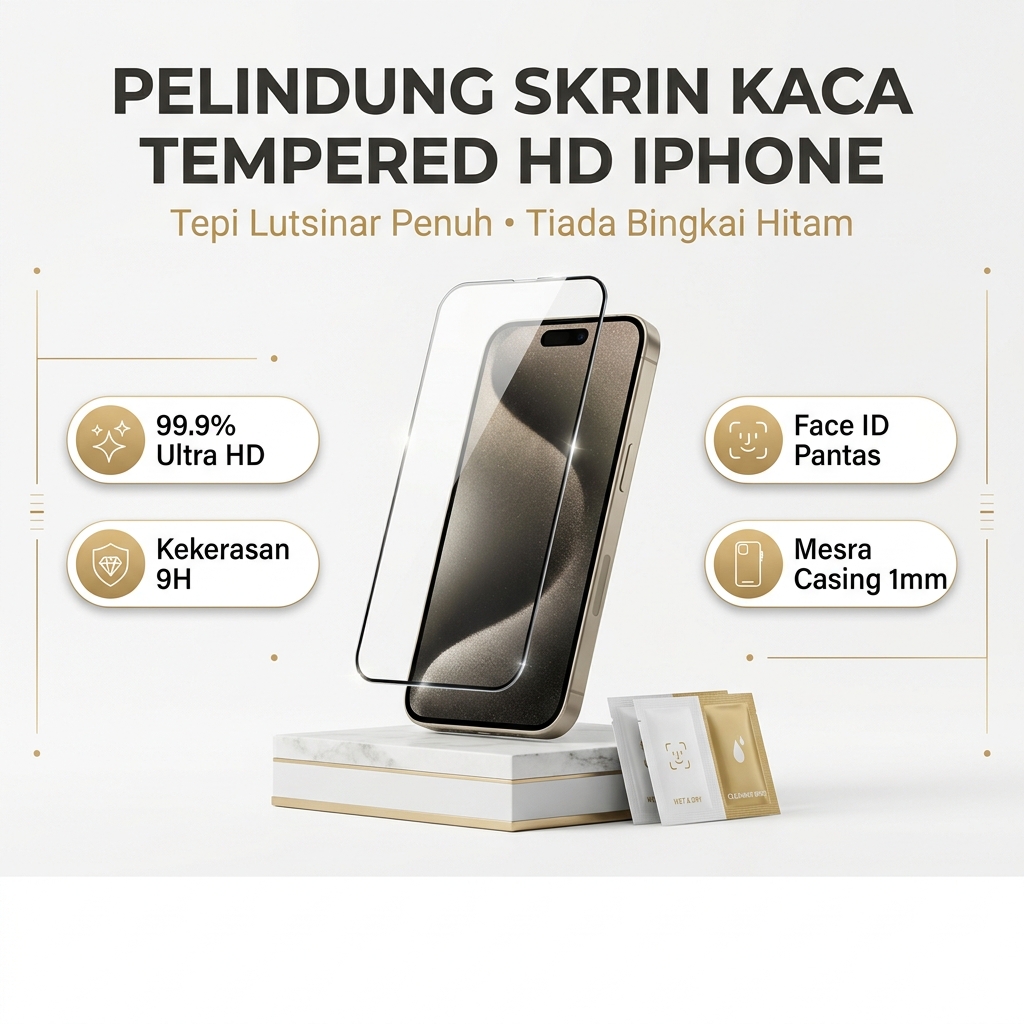 PELINDUNG SKRIN KACA
TEMPERED HD IPHONE
Tepi Lutsinar Penuh • Tiada Bingkai Hitam
99.9%
Ultra HD
Face ID
Pantas
Kekerasan
9H
Mesra
Casing 1mm
WET & DRY